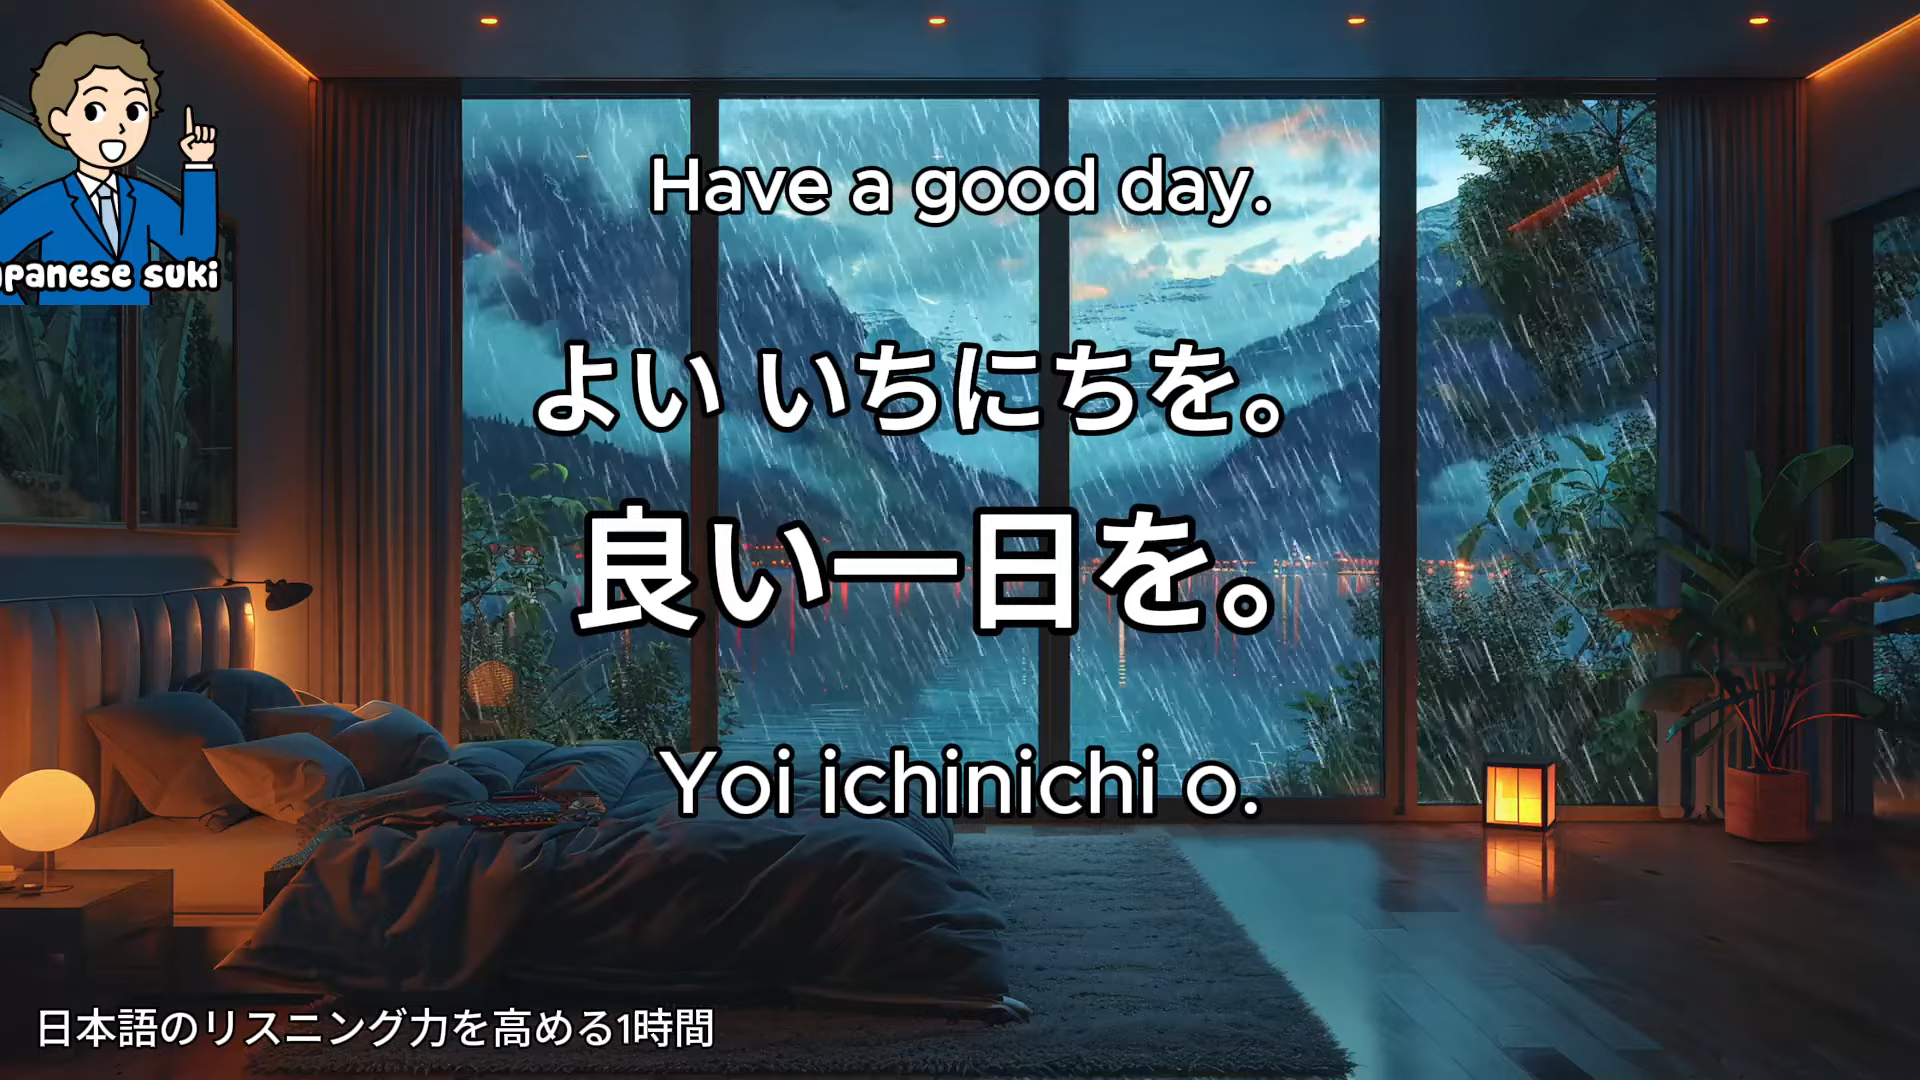 panese suki
Have a good day.
よい いちにちを。
良い一日を。
Yoi ichinichi o.
日本語のリスニング力を高める1時間